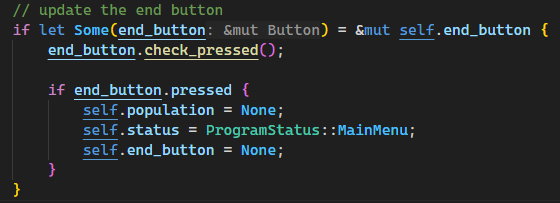 // update the end button
if let Some(end_button: &mut Button) = &mut self.end_button {
    end_button.check_pressed();
    if end_button.pressed {
        self.population = None;
        self.status = ProgramStatus::MainMenu;
        self.end_button = None;
    }
}